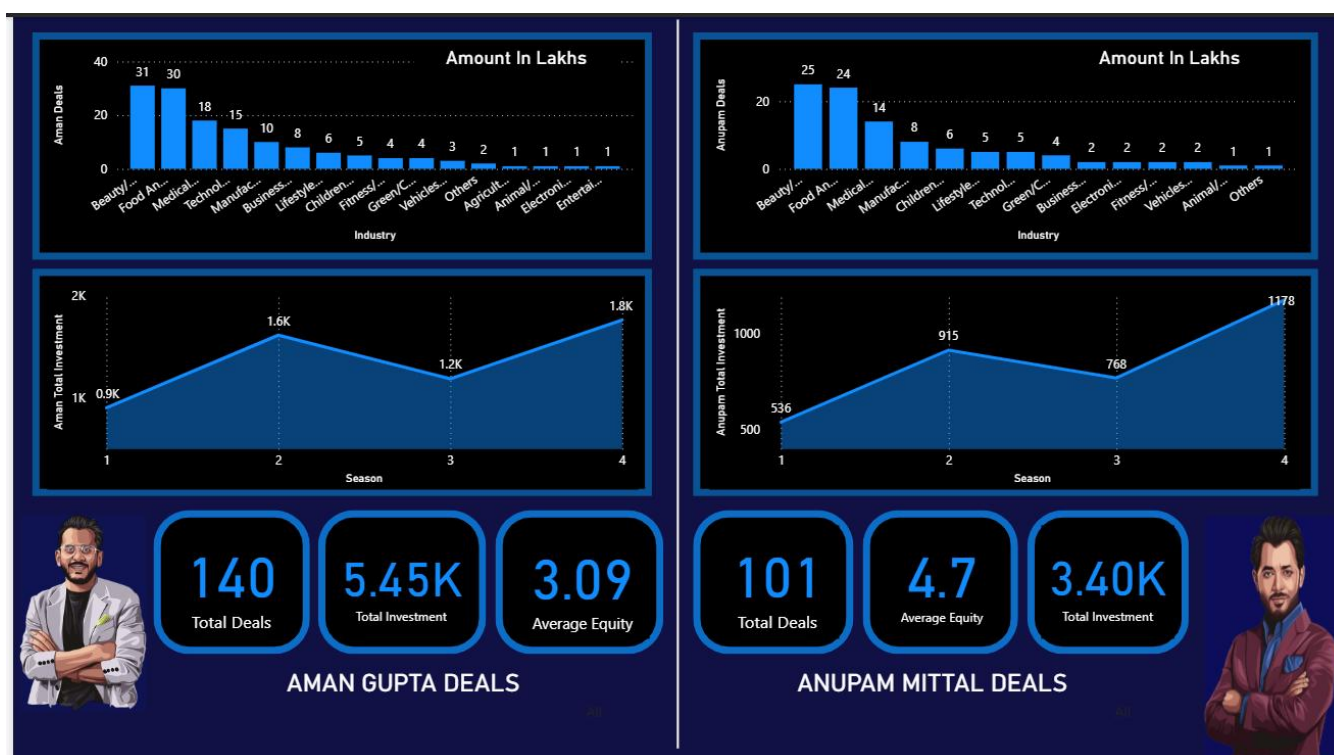 Amount In Lakhs
Aman Deals
40
20
0
31 30 18 15 10 8 6 5 4 4 3 2 1 1 1 1
Beauty/... Food An... Medical... Technol... Manufac... Business... Lifestyle... Children... Fitness/... Green/C... Vehicles... Others Agricult... Animal/... Electroni... Entertai...
Industry
Aman Total Investment
2K
1K
0.9K 1.6K 1.2K 1.8K
1 2 3 4
Season
140
Total Deals
5.45K
Total Investment
3.09
Average Equity
AMAN GUPTA DEALS
Amount In Lakhs
Anupam Deals
20
0
25 24 14 8 6 5 5 4 2 2 2 2 1 1
Beauty/... Food An... Medical... Manufac... Children... Lifestyle... Technol... Green/C... Business... Electroni... Fitness/... Vehicles... Animal/... Others
Industry
Anupam Total Investment
1000
500
536 915 768 1178
1 2 3 4
Season
101
Total Deals
4.7
Average Equity
3.40K
Total Investment
ANUPAM MITTAL DEALS